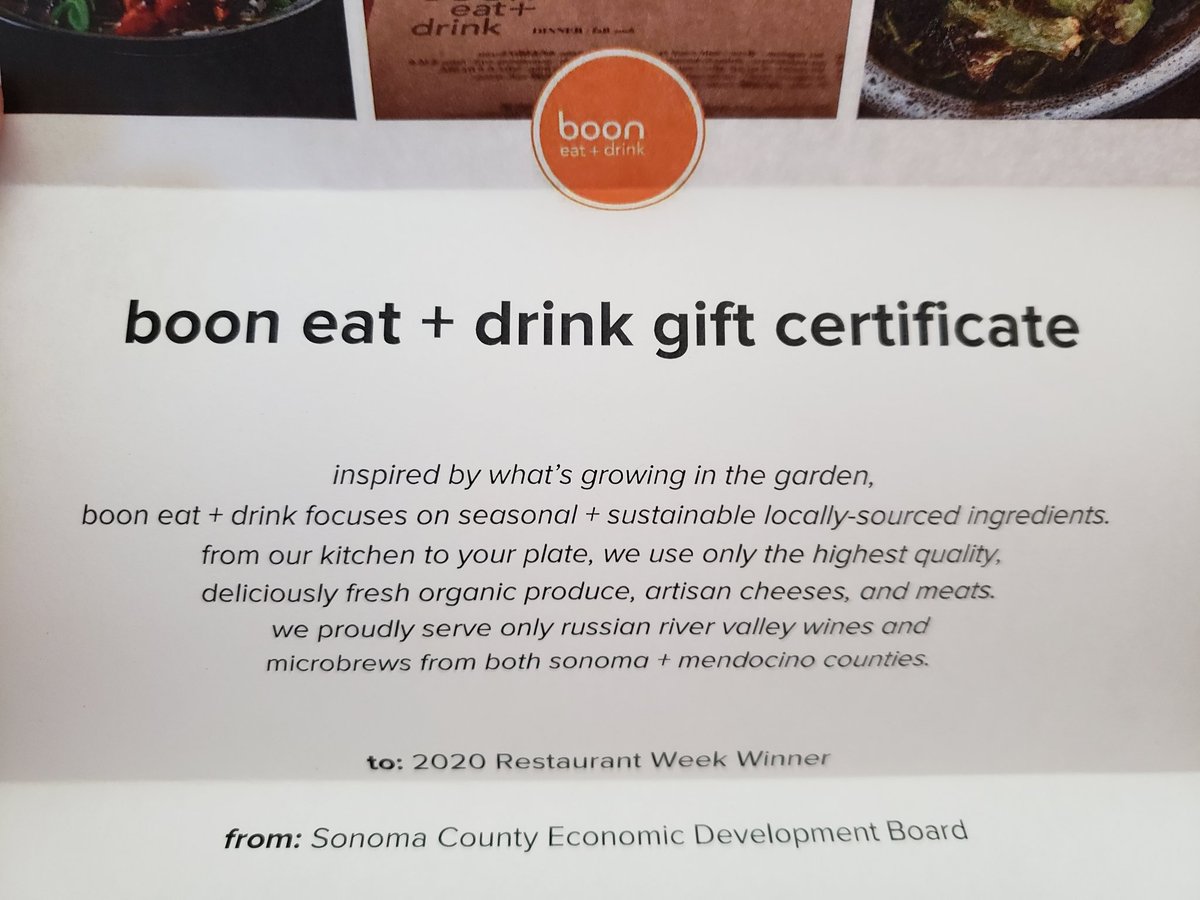 eat+
drink
DINNER
boon
eat + drink
boon eat + drink gift certificate
inspired by what's growing in the garden,
boon eat + drink focuses on seasonal + sustainable locally-sourced ingredients.
from our kitchen to your plate, we use only the highest quality,
deliciously fresh organic produce, artisan cheeses, and meats.
we proudly serve only russian river valley wines and
microbrews from both sonoma + mendocino counties.
to: 2020 Restaurant Week Winner
from: Sonoma County Economic Development Board